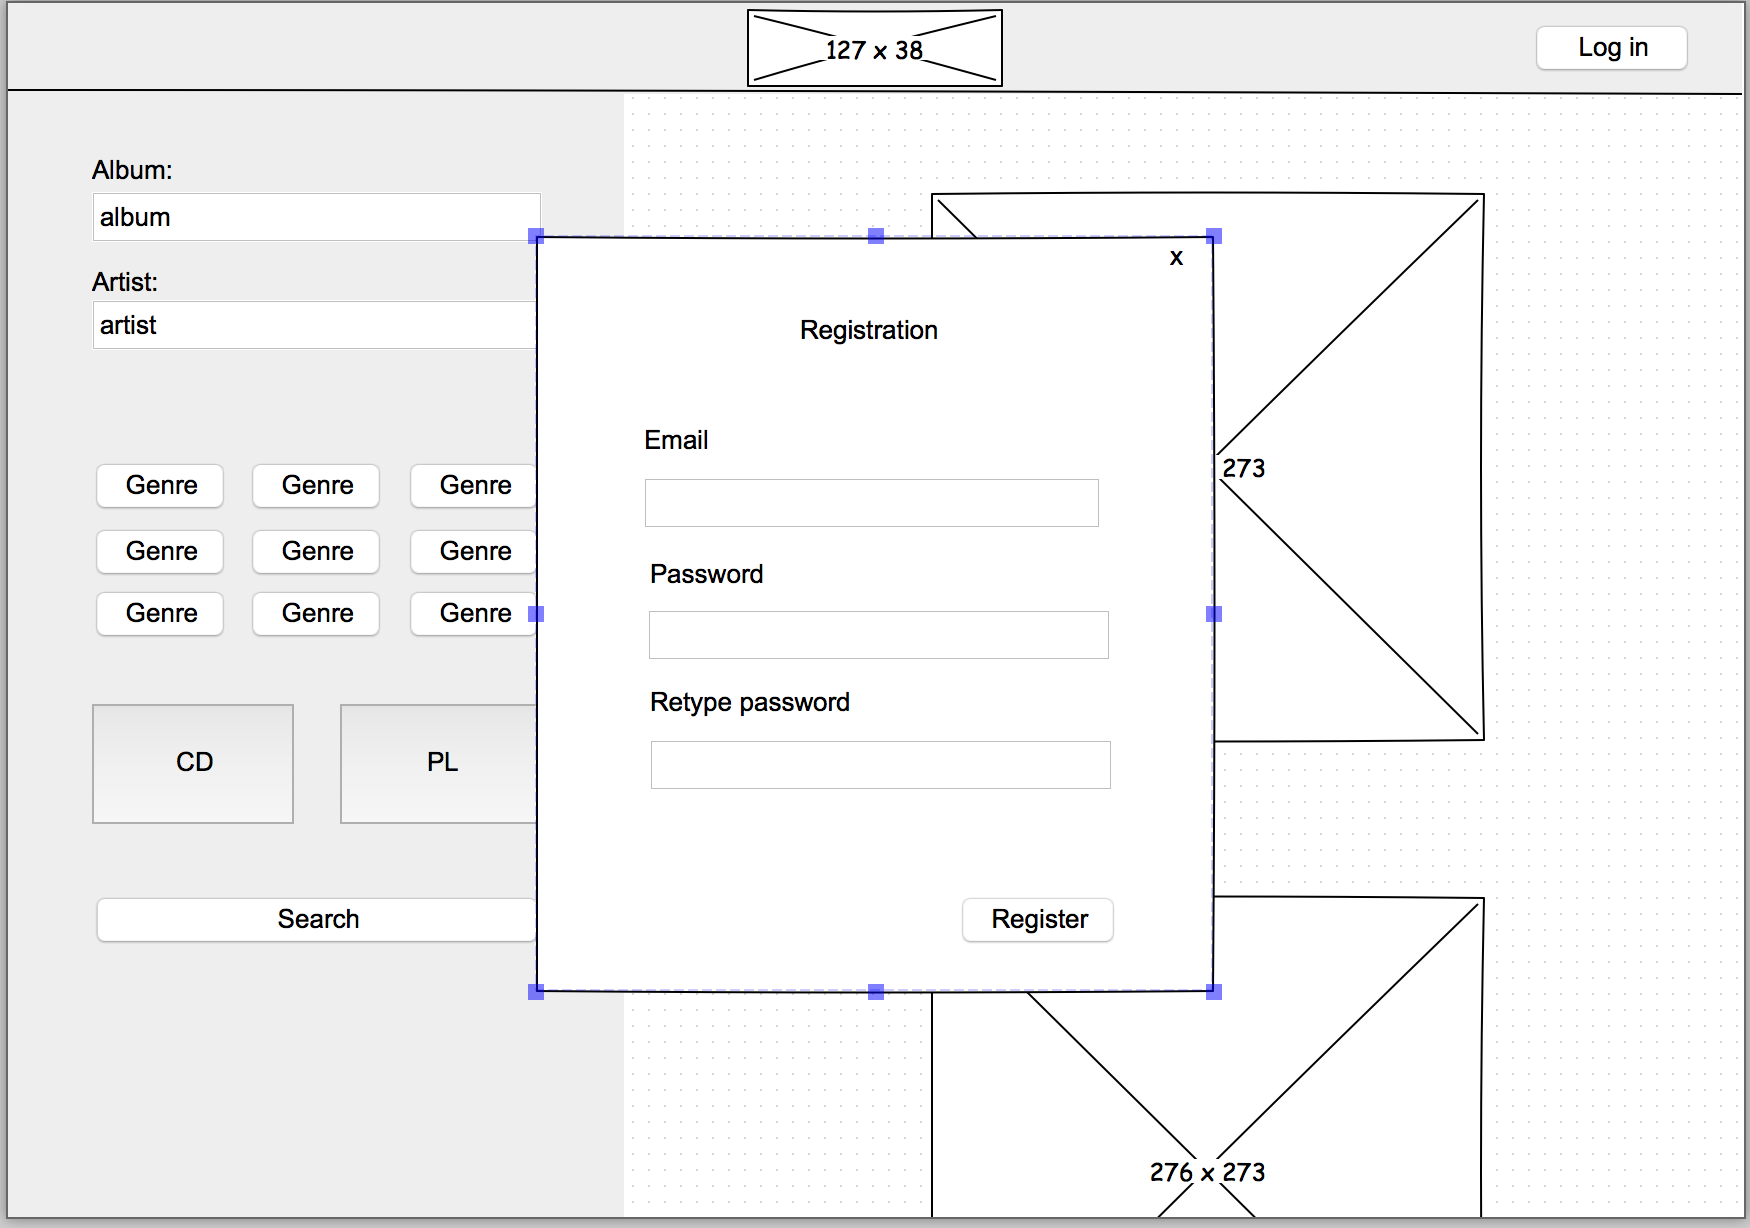 127 x 38
Log in
Album:
album
Artist:
artist
Genre Genre Genre
Genre Genre Genre
Genre Genre Genre
CD PL
Search
x
Registration
Email
Password
Retype password
Register
273
276 x 273